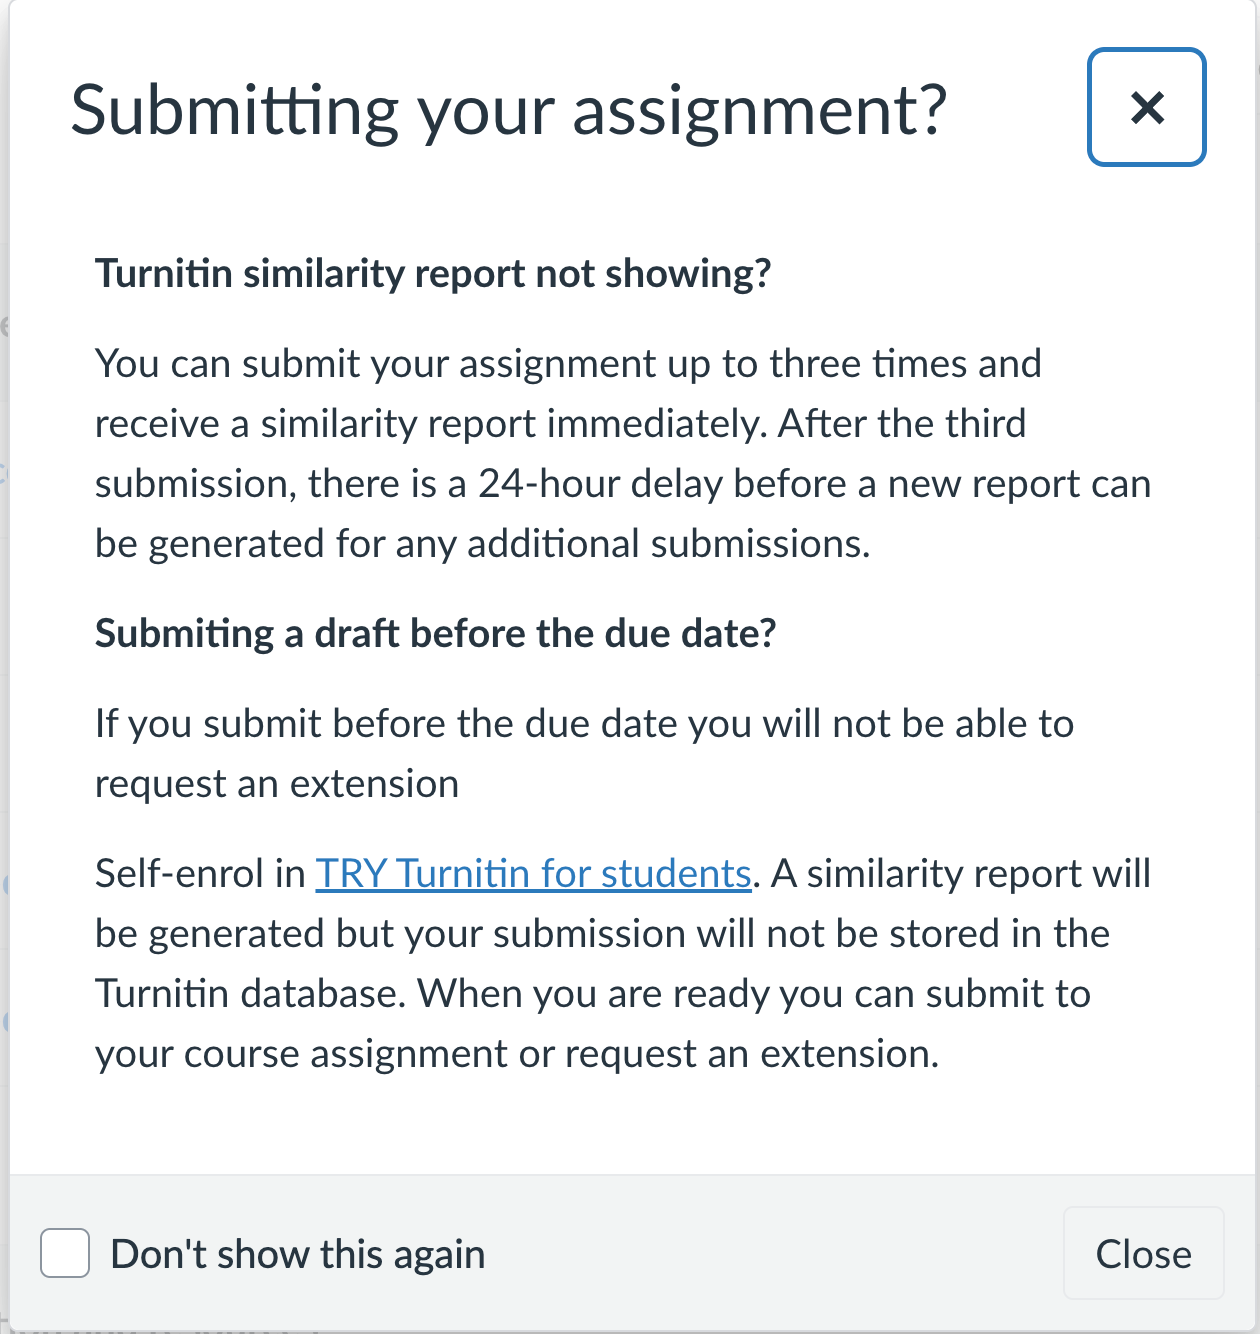 Submitting your assignment?
Turnitin similarity report not showing?
You can submit your assignment up to three times and
receive a similarity report immediately. After the third
submission, there is a 24-hour delay before a new report can
be generated for any additional submissions.
Submiting a draft before the due date?
If you submit before the due date you will not be able to
request an extension
Self-enrol in TRY Turnitin for students. A similarity report will
be generated but your submission will not be stored in the
Turnitin database. When you are ready you can submit to
your course assignment or request an extension.
Don't show this again
Close